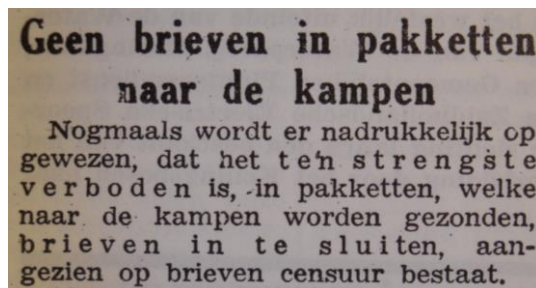 Geen brieven in pakketten
naar de kampen
Nogmaals wordt er nadrukkelijk op
gewezen, dat het ten strengste
verboden is, in pakketten, welke
naar de kampen worden gezonden,
brieven in te sluiten, aan-
gezien op brieven censuur bestaat.